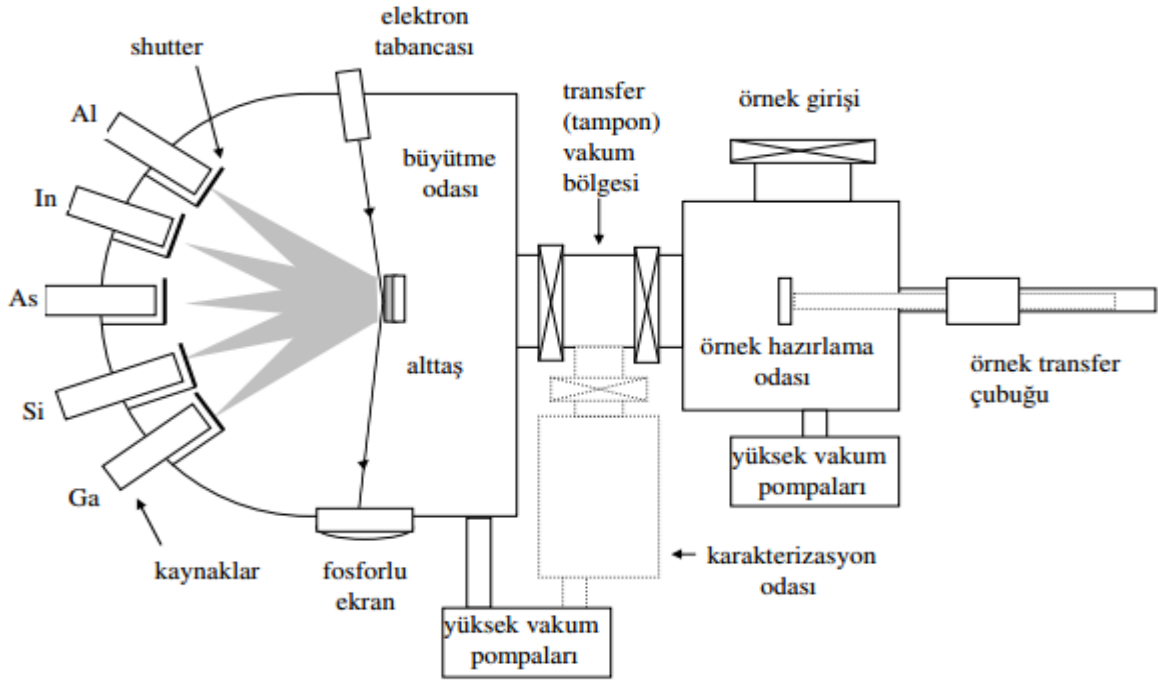 elektron
tabancası
shutter
Al
In
As
Si
Ga
kaynaklar
büyütme
odası
alttaş
fosforlu
ekran
yüksek vakum
pompaları
transfer
(tampon)
vakum
bölgesi
örnek girişi
örnek hazırlama
odası
örnek transfer
çubuğu
yüksek vakum
pompaları
karakterizasyon
odası